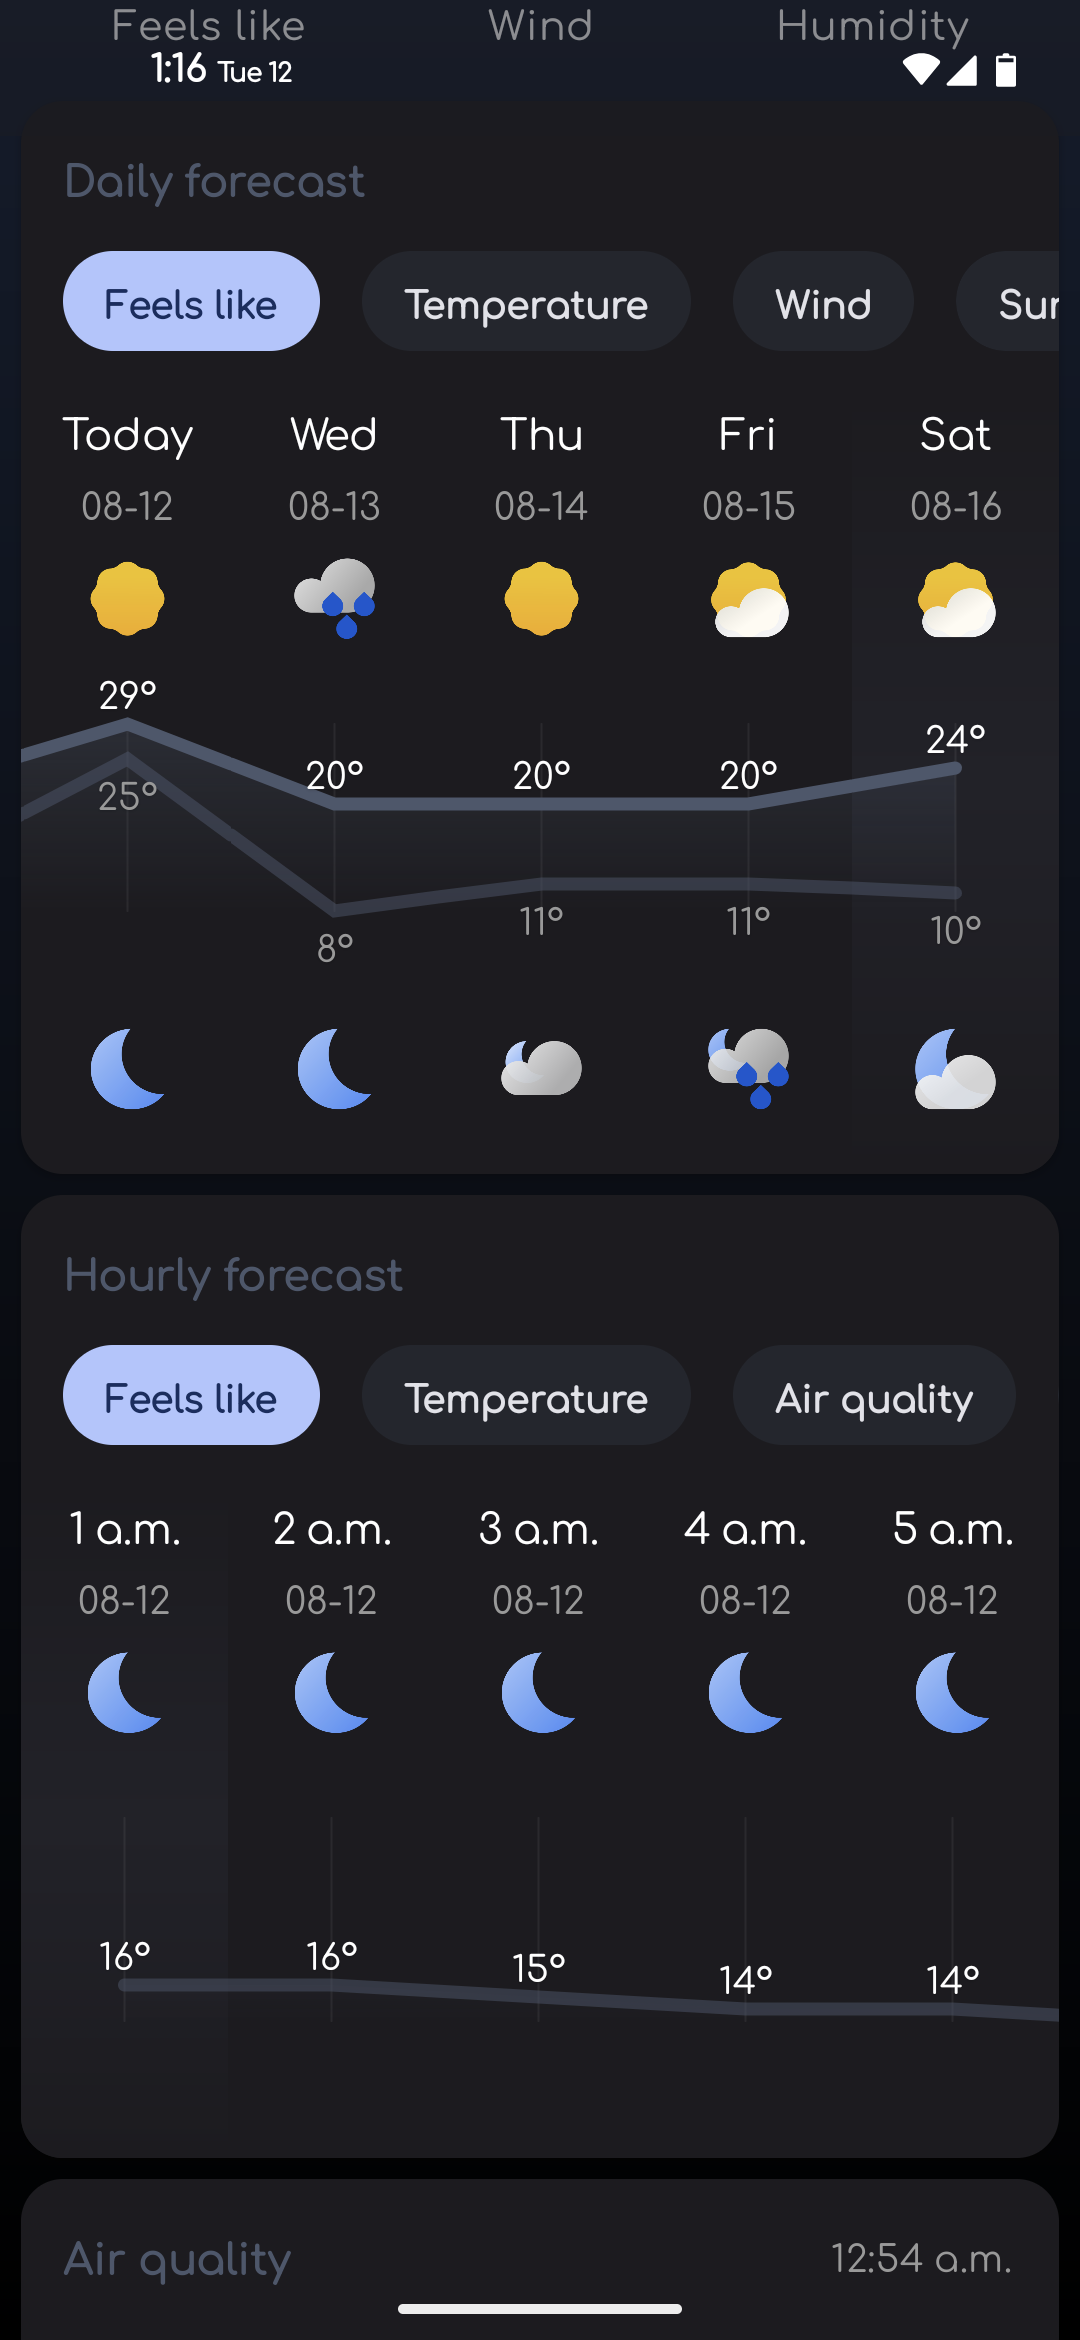 Feels like Wind Humidity
1:16 Tue 12
Daily forecast
Feels like Temperature Wind Sun
Today Wed Thu Fri Sat
08-12 08-13 08-14 08-15 08-16
29° 20° 20° 20° 24°
25° 8° 11° 11° 10°
Hourly forecast
Feels like Temperature Air quality
1 a.m. 2 a.m. 3 a.m. 4 a.m. 5 a.m.
08-12 08-12 08-12 08-12 08-12
16° 16° 15° 14° 14°
Air quality 12:54 a.m.